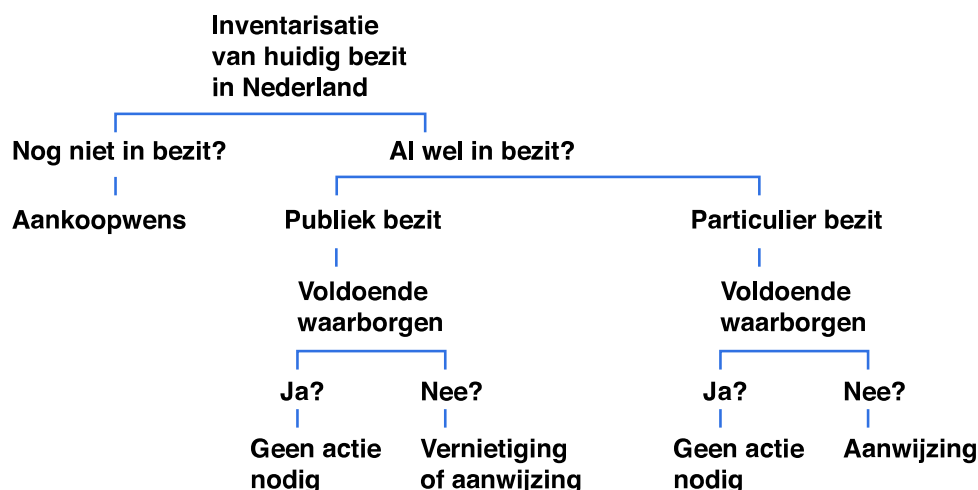 Inventarisatie
van huidig bezit
in Nederland
Nog niet in bezit?
Al wel in bezit?
Aankoopwens
Publiek bezit
Particulier bezit
Voldoende
waarborgen
Voldoende
waarborgen
Ja?
Nee?
Ja?
Nee?
Geen actie
nodig
Vernietiging
of aanwijzing
Geen actie
nodig
Aanwijzing